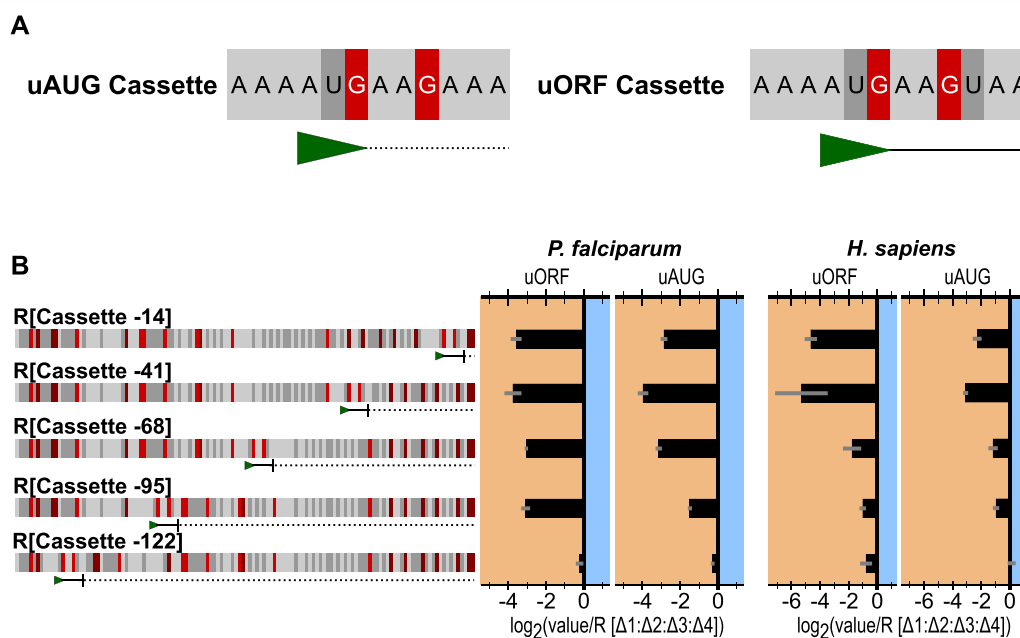 A
uAUG Cassette A A A A U G A A G A A A
uORF Cassette A A A A U G A A G U A A
B
P. falciparum H. sapiens
uORF uAUG uORF uAUG
R[Cassette -14]
R[Cassette -41]
R[Cassette -68]
R[Cassette -95]
R[Cassette -122]
-4 -2 0 -4 -2 0 -6 -4 -2 0 -6 -4 -2 0
log2(value/R [Δ1:Δ2:Δ3:Δ4]) log2(value/R [Δ1:Δ2:Δ3:Δ4])